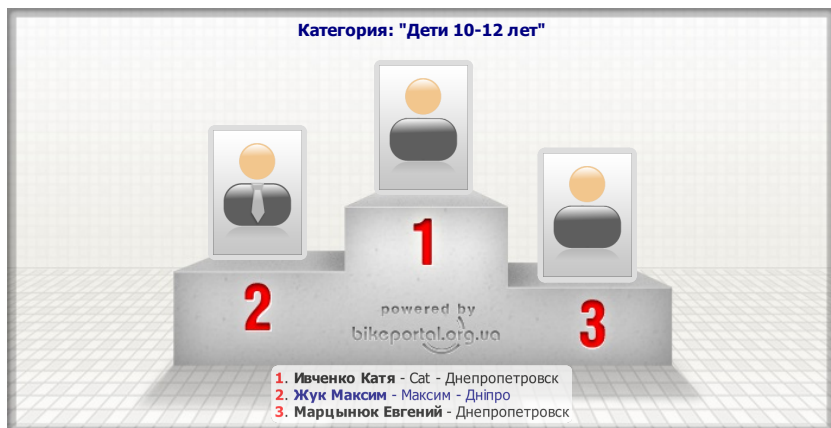 Категория: "Дети 10-12 лет"
1
2
3
powered by
bikeportal.org.ua
1. Ивченко Катя - Cat - Днепропетровск
2. Жук Максим - Максим - Дніпро
3. Марцынюк Евгений - Днепропетровск